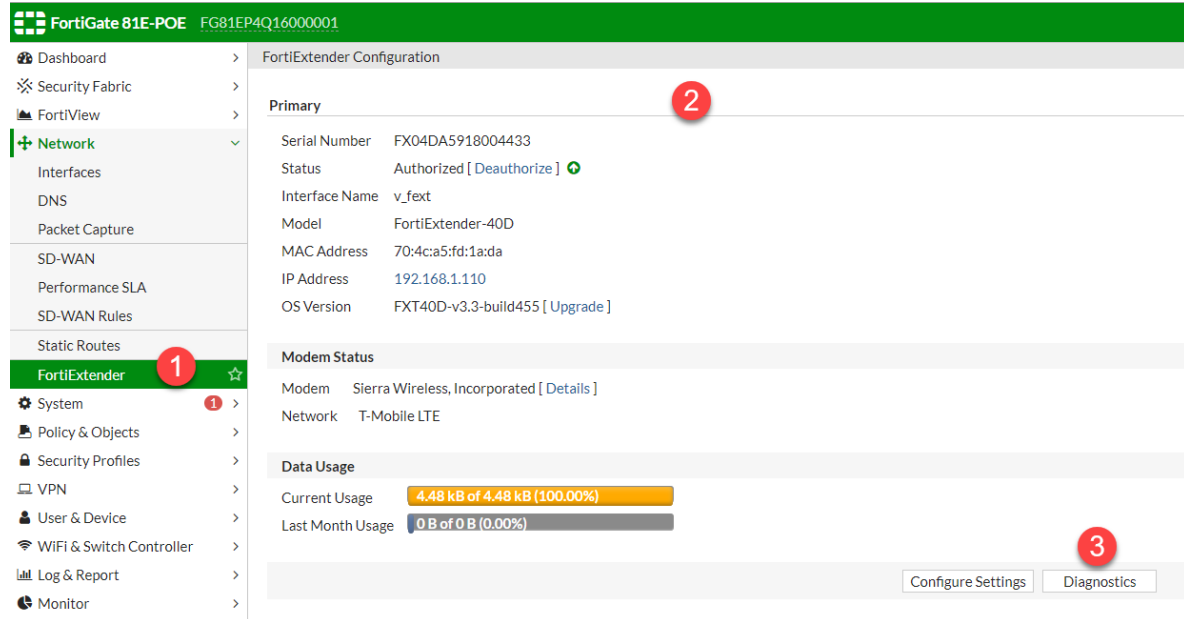 FortiGate 81E-POE FG81EP4Q16000001
Dashboard
Security Fabric
FortiView
Network
Interfaces
DNS
Packet Capture
SD-WAN
Performance SLA
SD-WAN Rules
Static Routes
FortiExtender 1
System 1
Policy & Objects
Security Profiles
VPN
User & Device
WiFi & Switch Controller
Log & Report
Monitor
FortiExtender Configuration
2
Primary
Serial Number FX04DA5918004433
Status Authorized [ Deauthorize ]
Interface Name v_fext
Model FortiExtender-40D
MAC Address 70:4c:a5:fd:1a:da
IP Address 192.168.1.110
OS Version FXT40D-v3.3-build455 [ Upgrade ]
Modem Status
Modem Sierra Wireless, Incorporated [ Details ]
Network T-Mobile LTE
Data Usage
Current Usage 4.48 kB of 4.48 kB (100.00%)
Last Month Usage 0 B of 0 B (0.00%)
3
Configure Settings Diagnostics